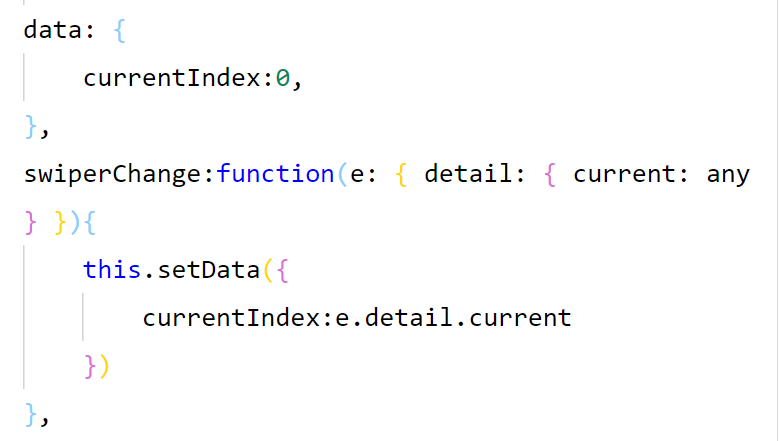 data: {
currentIndex:0,
},
swiperChange:function(e: { detail: { current: any
} }){
this.setData({
currentIndex:e.detail.current
})
},